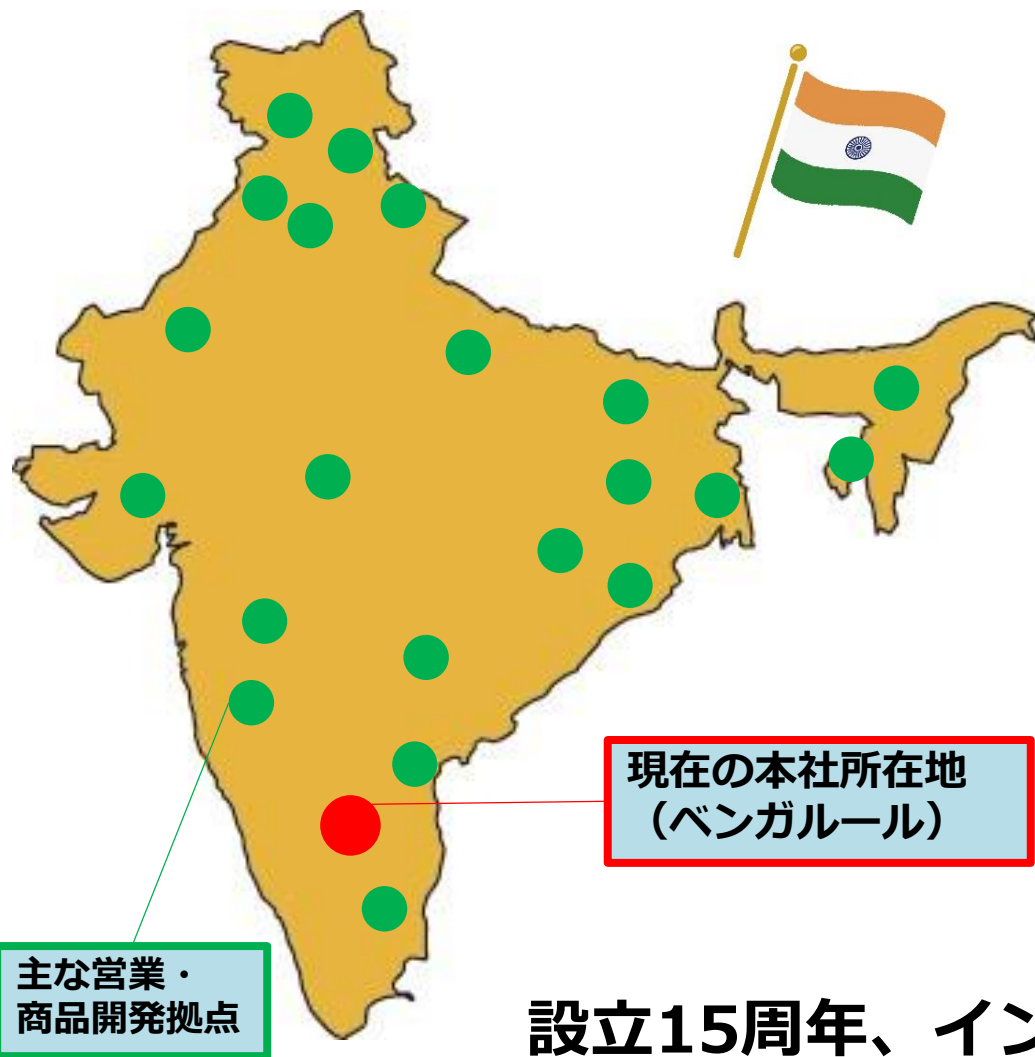 現在の本社所在地
（ベンガルール）
主な営業・
商品開発拠点
設立15周年、イン